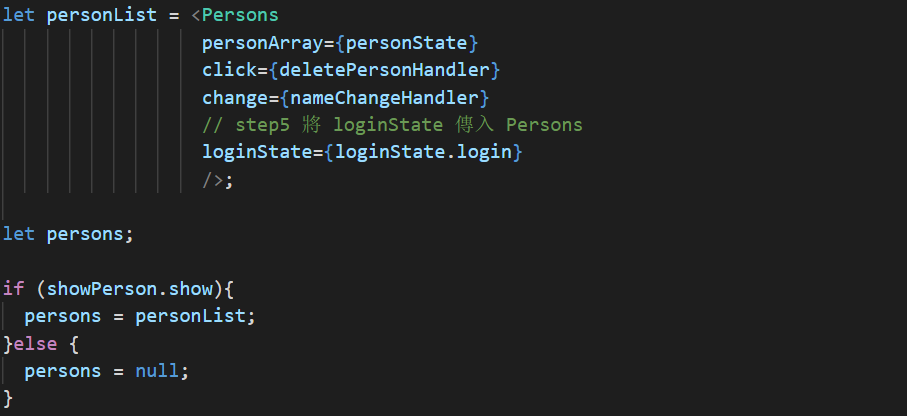 let personList = <Persons
personArray={personState}
click={deletePersonHandler}
change={nameChangeHandler}
// step5 將 loginState 傳入 Persons
loginState={loginState.login}
/>;
let persons;
if (showPerson.show){
persons = personList;
}else {
persons = null;
}